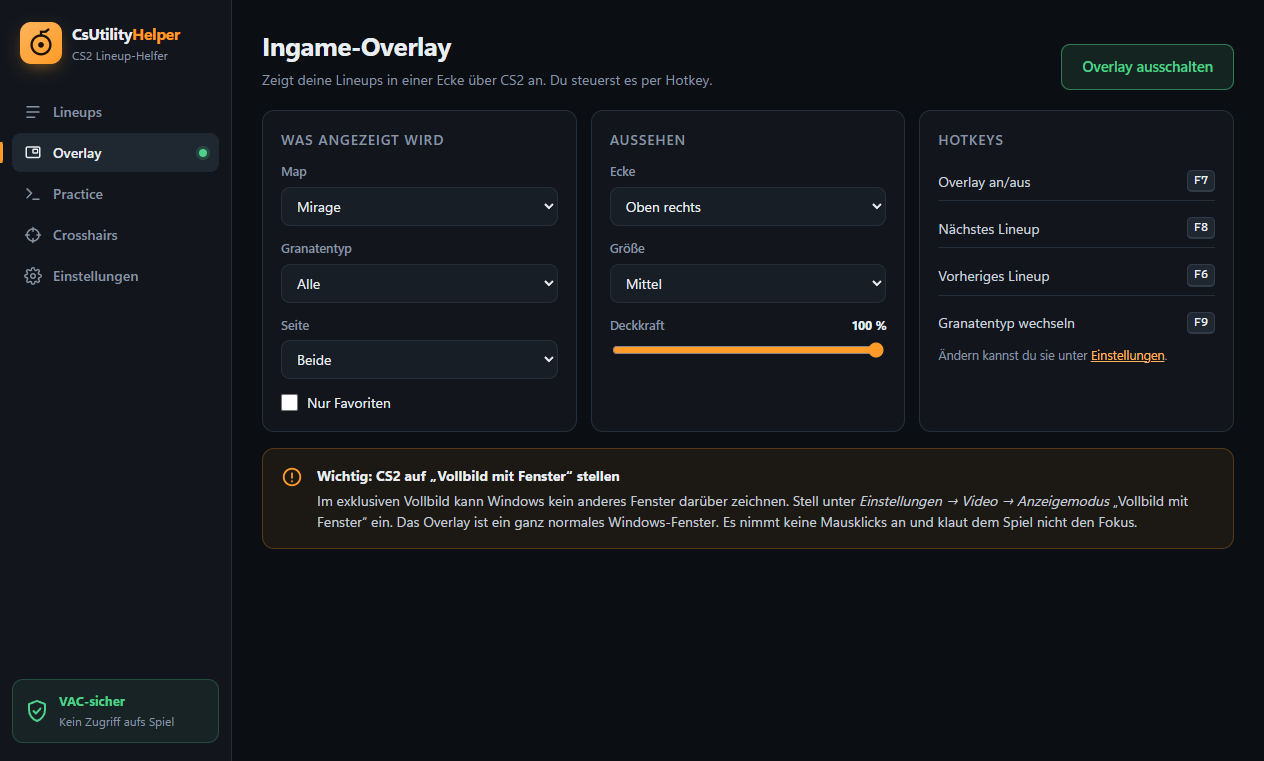 CsUtilityHelper
CS2 Lineup-Helfer
Lineups
Overlay
Practice
Crosshairs
Einstellungen
VAC-sicher
Kein Zugriff aufs Spiel
Ingame-Overlay
Zeigt deine Lineups in einer Ecke über CS2 an. Du steuerst es per Hotkey.
Overlay ausschalten
WAS ANGEZEIGT WIRD
Map
Mirage
Granatentyp
Alle
Seite
Beide
Nur Favoriten
AUSSEHEN
Ecke
Oben rechts
Größe
Mittel
Deckkraft 100 %
HOTKEYS
Overlay an/aus F7
Nächstes Lineup F8
Vorheriges Lineup F6
Granatentyp wechseln F9
Ändern kannst du sie unter Einstellungen.
Wichtig: CS2 auf „Vollbild mit Fenster“ stellen
Im exklusiven Vollbild kann Windows kein anderes Fenster darüber zeichnen. Stell unter Einstellungen → Video → Anzeigemodus „Vollbild mit
Fenster“ ein. Das Overlay ist ein ganz normales Windows-Fenster. Es nimmt keine Mausklicks an und klaut dem Spiel nicht den Fokus.